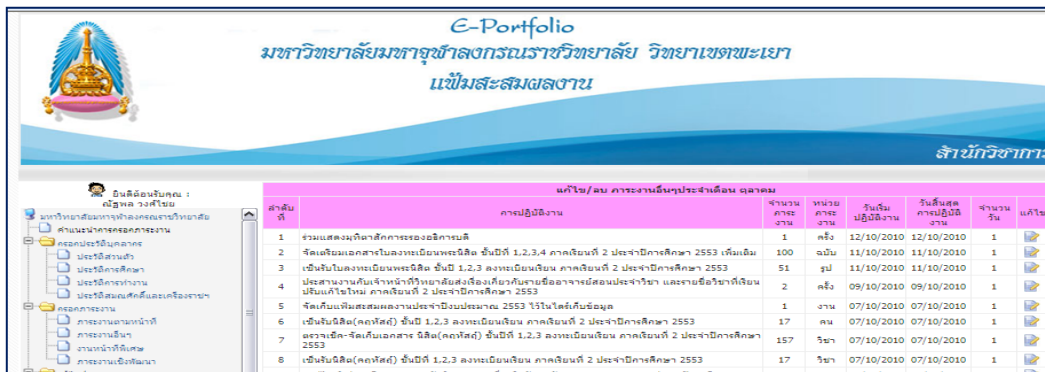 E-Portfolio
มหาวิทยาลัยมหาจุฬาลงกรณราชวิทยาลัย วิทยาเขตพะเยา
แฟ้มสะสมผลงาน
สำนักวิชาการ
ยินดีต้อนรับคุณ :
ณัฐพล วงค์ไชย
มหาวิทยาลัยมหาจุฬาลงกรณราชวิทยาลัย
คำแนะนำการกรอกภาระงาน
กรอกประวัติบุคลากร
ประวัติส่วนตัว
ประวัติการศึกษา
ประวัติการทำงาน
ประวัติสมณศักดิ์และเครื่องราชฯ
กรอกภาระงาน
ภาระงานตามหน้าที่
ภาระงานอื่นๆ
งานหน้าที่พิเศษ
ภาระงานเชิงพัฒนา
แก้ไข/ลบ ภาระงานอื่นๆประจำเดือน ตุลาคม
ลำดับที่ การปฏิบัติงาน จำนวนภาระงาน หน่วยภาระงาน วันเริ่มปฏิบัติงาน วันสิ้นสุดการปฏิบัติงาน จำนวนวัน แก้ไข
1 ร่วมแสดงมุทิตาสักการะรองอธิการบดี 1 ครั้ง 12/10/2010 12/10/2010 1
2 จัดเตรียมเอกสารใบลงทะเบียนพระนิสิต ชั้นปีที่ 1,2,3,4 ภาคเรียนที่ 2 ประจำปีการศึกษา 2553 เพิ่มเติม 100 ฉบับ 11/10/2010 11/10/2010 1
3 เซ็นรับใบลงทะเบียนพระนิสิต ชั้นปี 1,2,3 ลงทะเบียนเรียน ภาคเรียนที่ 2 ประจำปีการศึกษา 2553 51 รูป 11/10/2010 11/10/2010 1
4 ประสานงานกับเจ้าหน้าที่วิทยาลัยสงฆ์เรื่องเกี่ยวกับรายชื่ออาจารย์สอนประจำวิชา และรายชื่อวิชาที่เรียน
ปรับแก้ไขใหม่ ภาคเรียนที่ 2 ประจำปีการศึกษา 2553 2 ครั้ง 09/10/2010 09/10/2010 1
5 จัดเก็บแฟ้มสะสมผลงานประจำปีงบประมาณ 2553 ไว้ในไดร์เก็บข้อมูล 1 งาน 07/10/2010 07/10/2010 1
6 เซ็นรับนิสิต(คฤหัสถ์) ชั้นปี 1,2,3 ลงทะเบียนเรียน ภาคเรียนที่ 2 ประจำปีการศึกษา 2553 17 คน 07/10/2010 07/10/2010 1
7 ตรวจเช็ค-จัดเก็บเอกสาร นิสิต(คฤหัสถ์) ชั้นปีที่ 1,2,3 ลงทะเบียนเรียน ภาคเรียนที่ 2 ประจำปีการศึกษา
2553 157 วิชา 07/10/2010 07/10/2010 1
8 เซ็นรับนิสิต(คฤหัสถ์) ชั้นปีที่ 1,2,3 ลงทะเบียนเรียน ภาคเรียนที่ 2 ประจำปีการศึกษา 2553 17 วิชา 07/10/2010 07/10/2010 1